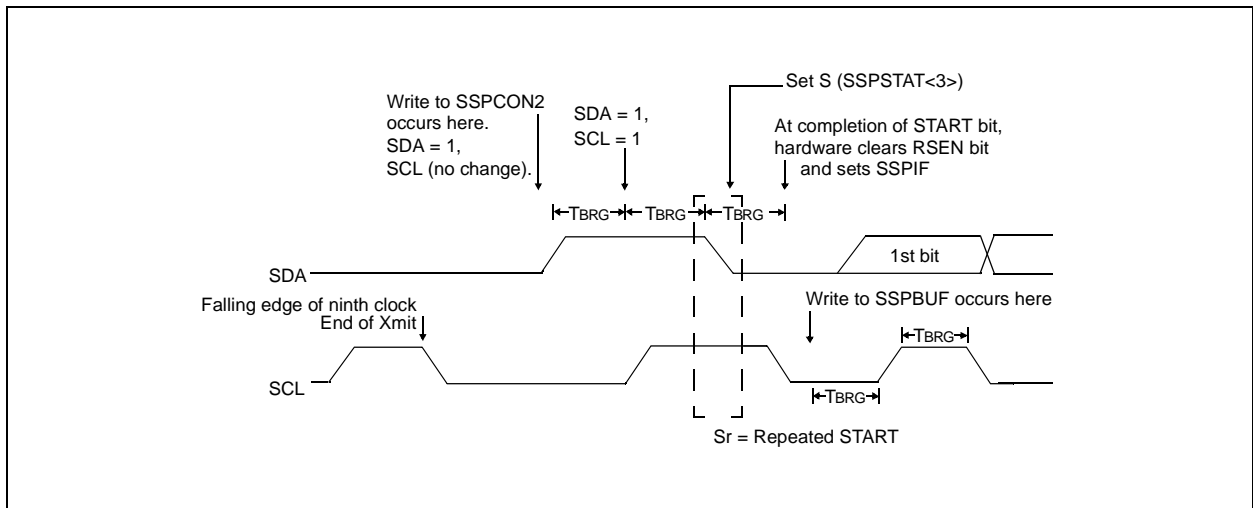 Set S (SSPSTAT<3>)
Write to SSPCON2
occurs here.
SDA = 1,
SCL (no change).
SDA = 1,
SCL = 1
At completion of START bit,
hardware clears RSEN bit
and sets SSPIF
TBRG
TBRG
TBRG
1st bit
SDA
Falling edge of ninth clock
End of Xmit
Write to SSPBUF occurs here
TBRG
SCL
TBRG
Sr = Repeated START